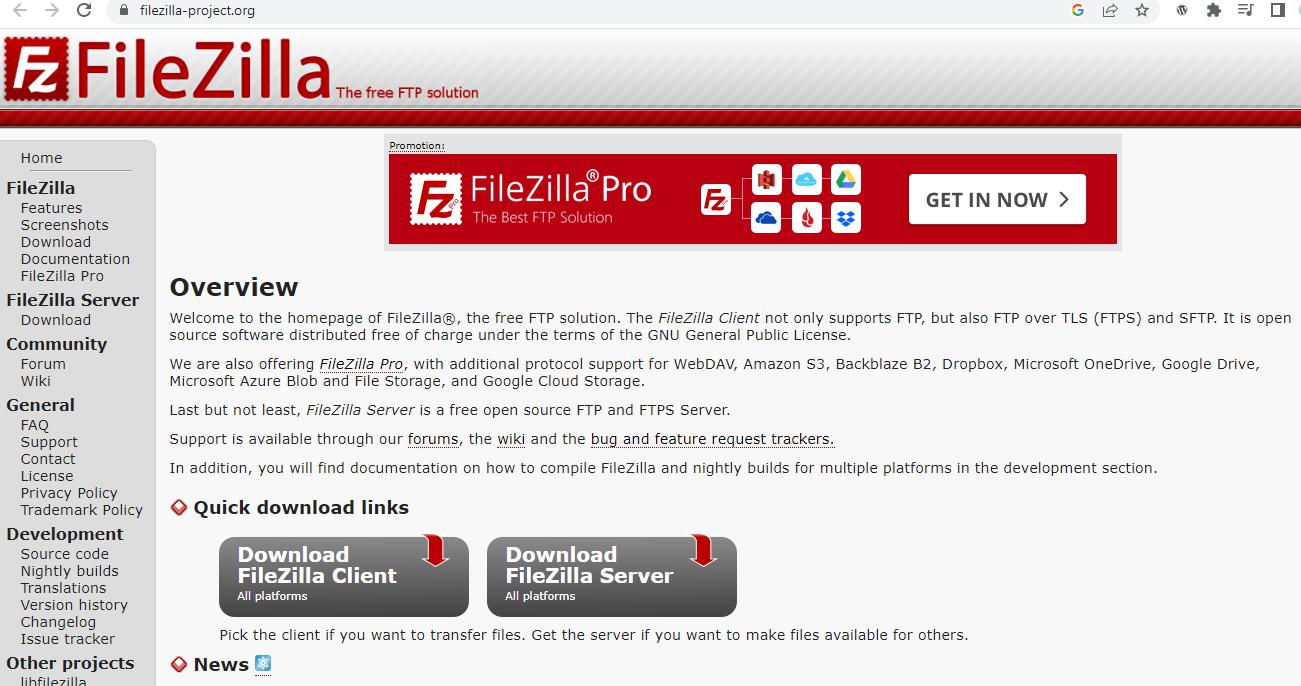 filezilla-project.org
Fz FileZilla The free FTP solution
Home
FileZilla
Features
Screenshots
Download
Documentation
FileZilla Pro
FileZilla Server
Download
Community
Forum
Wiki
General
FAQ
Support
Contact
License
Privacy Policy
Trademark Policy
Development
Source code
Nightly builds
Translations
Version history
Changelog
Issue tracker
Other projects
libfilezilla
Promotion:
Fz Pro FileZilla® Pro
The Best FTP Solution
Fz
GET IN NOW >
Overview
Welcome to the homepage of FileZilla®, the free FTP solution. The FileZilla Client not only supports FTP, but also FTP over TLS (FTPS) and SFTP. It is open
source software distributed free of charge under the terms of the GNU General Public License.
We are also offering FileZilla Pro, with additional protocol support for WebDAV, Amazon S3, Backblaze B2, Dropbox, Microsoft OneDrive, Google Drive,
Microsoft Azure Blob and File Storage, and Google Cloud Storage.
Last but not least, FileZilla Server is a free open source FTP and FTPS Server.
Support is available through our forums, the wiki and the bug and feature request trackers.
In addition, you will find documentation on how to compile FileZilla and nightly builds for multiple platforms in the development section.
Quick download links
Download
FileZilla Client
All platforms
Download
FileZilla Server
All platforms
Pick the client if you want to transfer files. Get the server if you want to make files available for others.
News